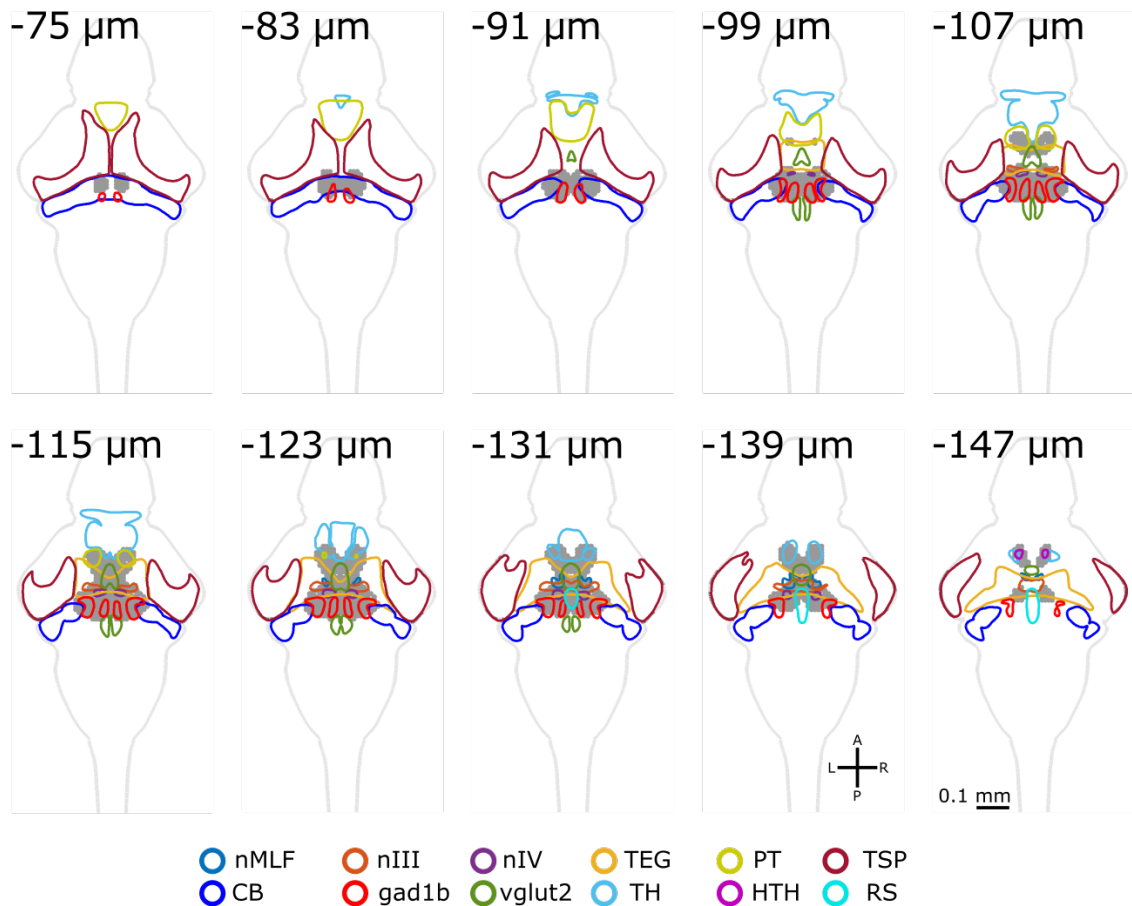 -75 µm -83 µm -91 µm -99 µm -107 µm
-115 µm -123 µm -131 µm -139 µm -147 µm
A
L R
P
0.1 mm
nMLF nIII nIV TEG PT TSP
CB gad1b vglut2 TH HTH RS